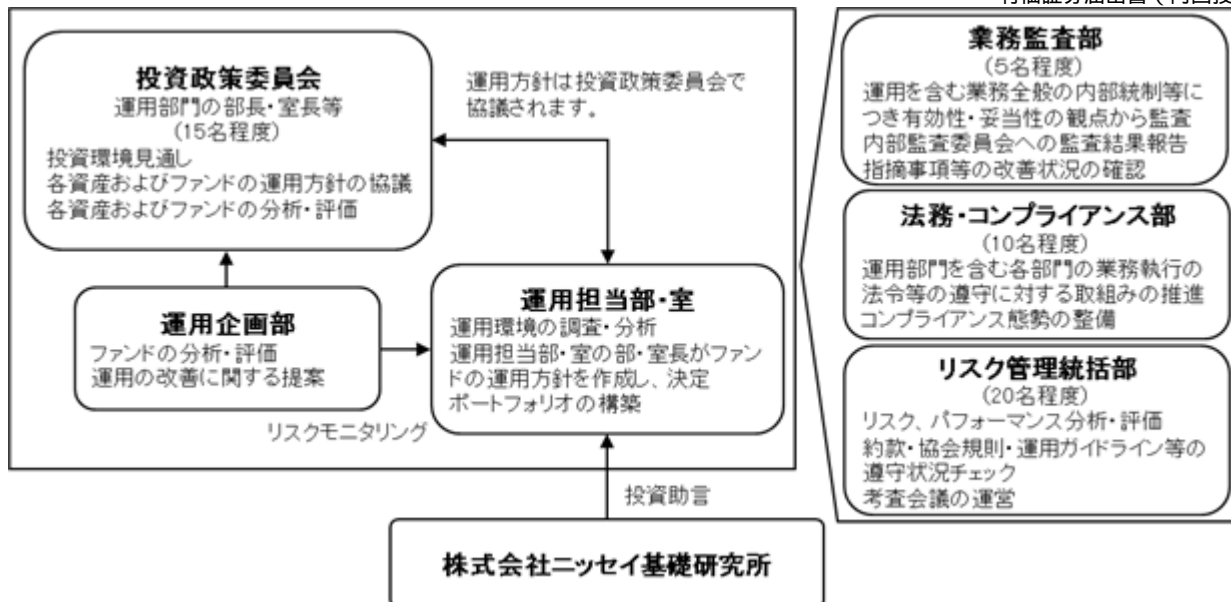 投資政策委員会
運用部門の部長・室長等
(15名程度)
投資環境見通し
各資産およびファンドの運用方針の協議
各資産およびファンドの分析・評価
運用方針は投資政策委員会で
協議されます。
運用企画部
ファンドの分析・評価
運用の改善に関する提案
リスクモニタリング
運用担当部・室
運用環境の調査・分析
運用担当部・室の部・室長がファン
ドの運用方針を作成し、決定
ポートフォリオの構築
投資助言
株式会社ニッセイ基礎研究所
業務監査部
(5名程度)
運用を含む業務全般の内部統制等に
つき有効性・妥当性の観点から監査
内部監査委員会への監査結果報告
指摘事項等の改善状況の確認
法務・コンプライアンス部
(10名程度)
運用部門を含む各部門の業務執行の
法令等の遵守に対する取組みの推進
コンプライアンス態勢の整備
リスク管理統括部
(20名程度)
リスク、パフォーマンス分析・評価
約款・協会規則・運用ガイドライン等の
遵守状況チェック
考査会議の運営